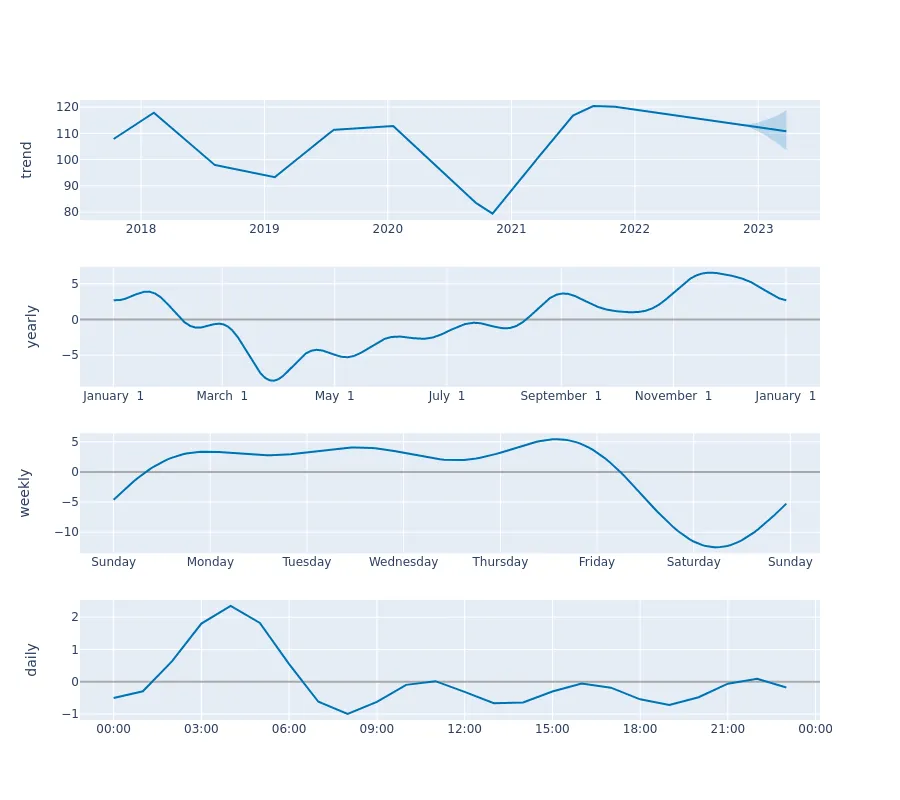 trend
120
110
100
90
80
2018 2019 2020 2021 2022 2023
yearly
5
0
−5
January 1 March 1 May 1 July 1 September 1 November 1 January 1
weekly
5
0
−5
−10
Sunday Monday Tuesday Wednesday Thursday Friday Saturday Sunday
daily
2
1
0
−1
00:00 03:00 06:00 09:00 12:00 15:00 18:00 21:00 00:00